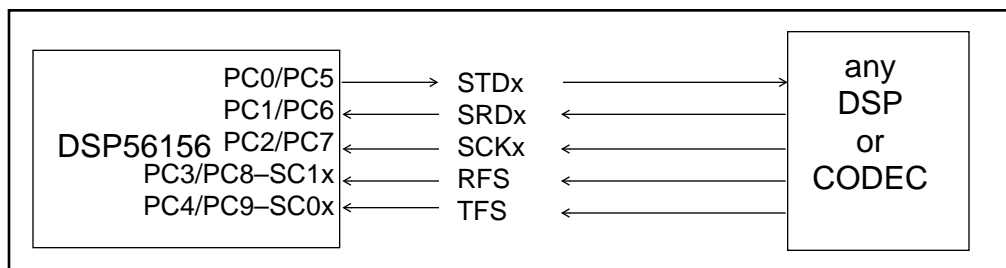 PC0/PC5
PC1/PC6
DSP56156 PC2/PC7
PC3/PC8–SC1x
PC4/PC9–SC0x
STDx
SRDx
SCKx
RFS
TFS
any
DSP
or
CODEC